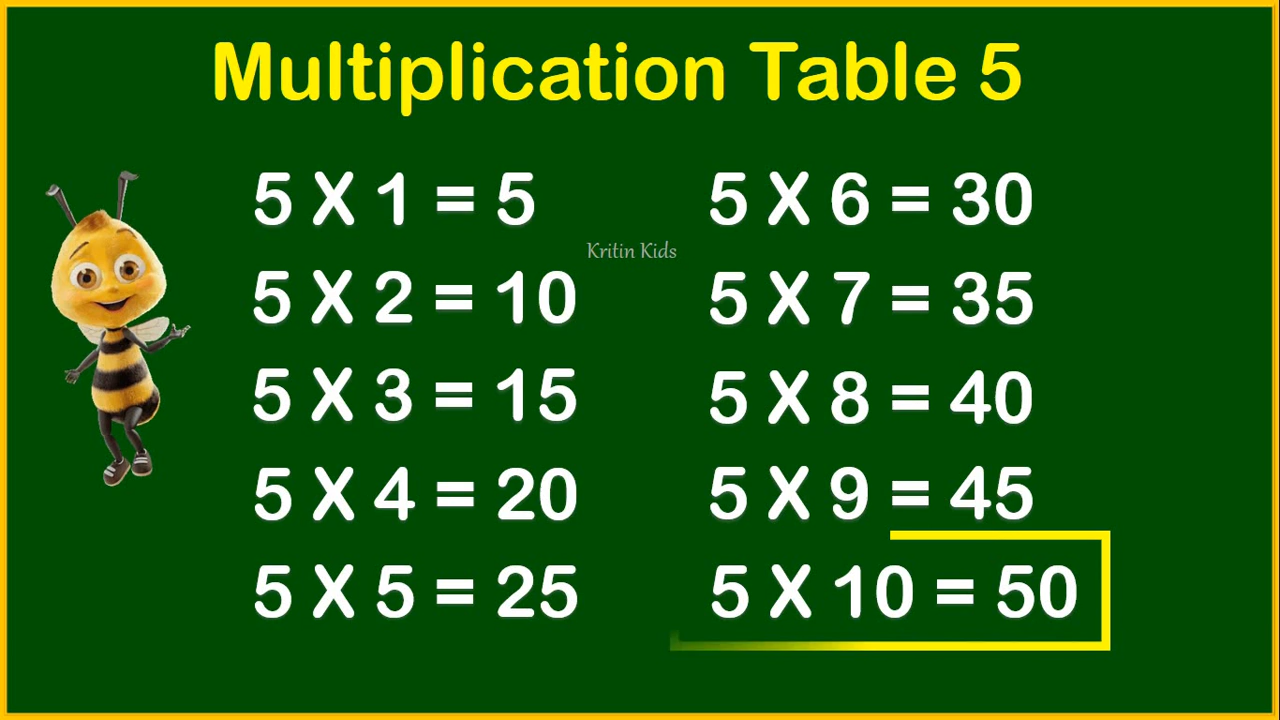 Multiplication Table 5
5 X 1 = 5
5 X 2 = 10
5 X 3 = 15
5 X 4 = 20
5 X 5 = 25
5 X 6 = 30
5 X 7 = 35
5 X 8 = 40
5 X 9 = 45
5 X 10 = 50
Kritin Kids